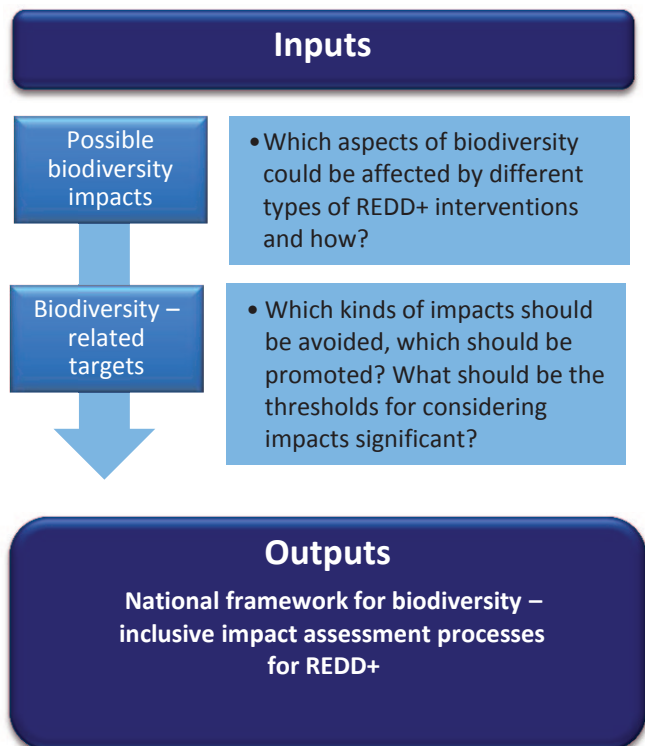 Inputs
Possible
biodiversity
impacts
• Which aspects of biodiversity
could be affected by different
types of REDD+ interventions
and how?
Biodiversity –
related
targets
• Which kinds of impacts should
be avoided, which should be
promoted? What should be the
thresholds for considering
impacts significant?
Outputs
National framework for biodiversity –
inclusive impact assessment processes
for REDD+